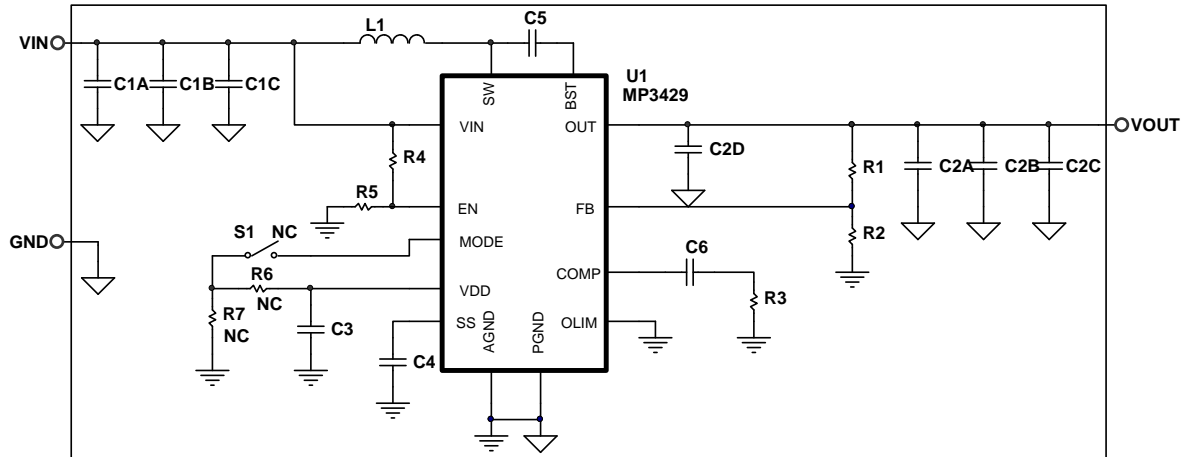 C5
L1
VIN
U1
MP3429
C1A
C1B
C1C
SW
BST
VIN
OUT
VOUT
R4
C2D
R1
C2A
C2B
C2C
R5
EN
FB
S1
NC
MODE
R2
GND
C6
R6
COMP
NC
VDD
R3
R7
NC
C3
SS
AGND
PGND
OLIM
C4